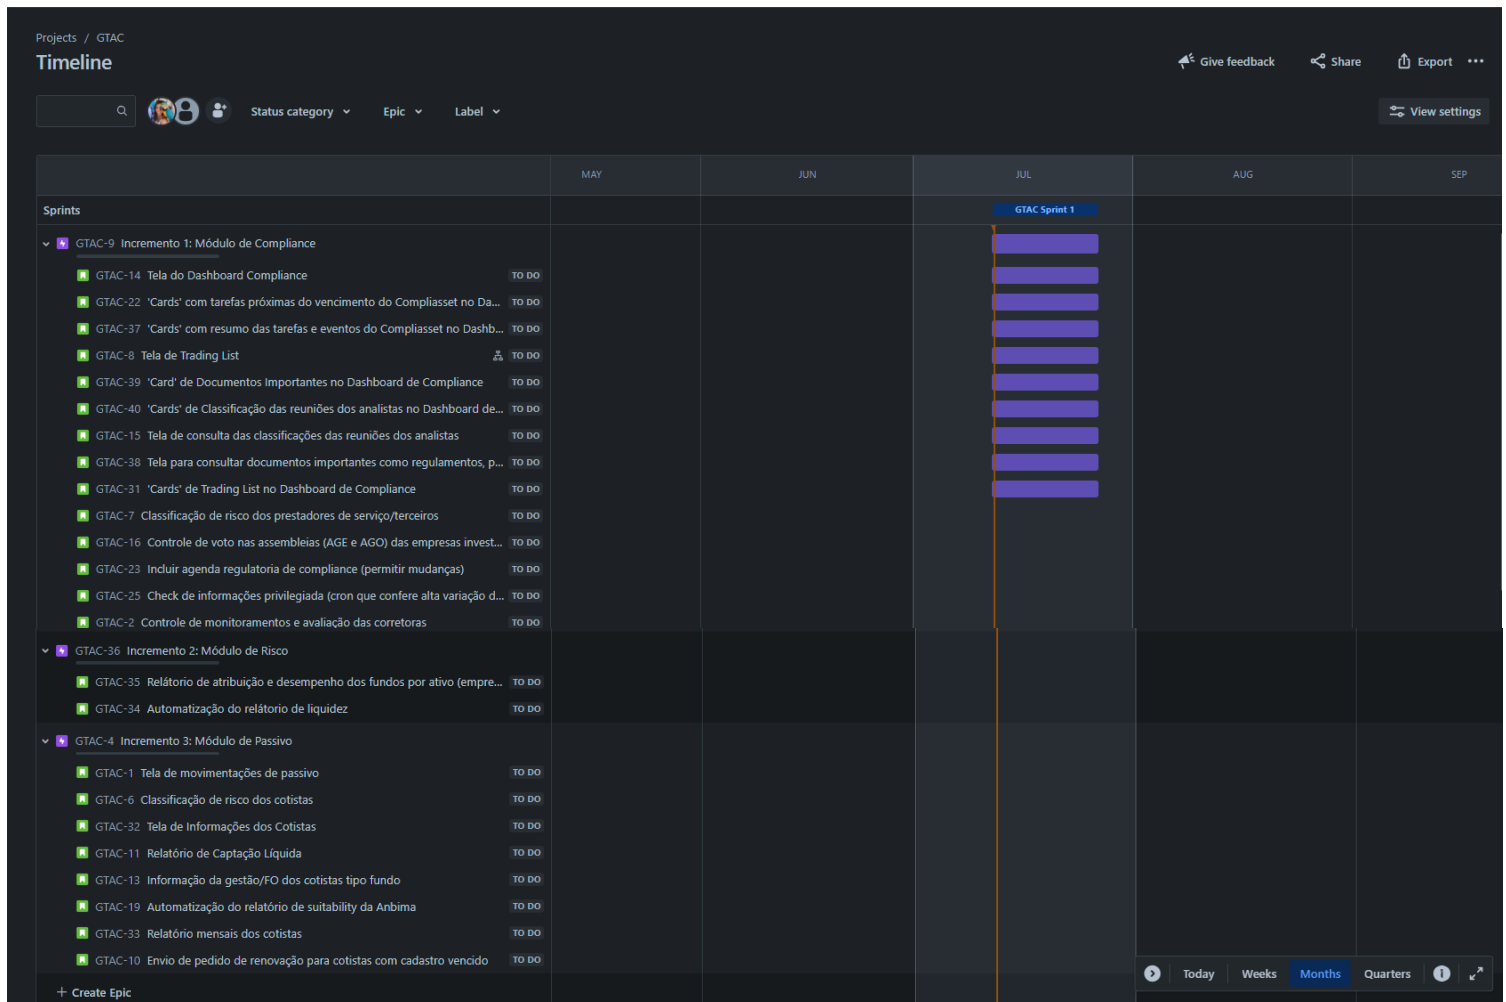 Projects / GTAC
Timeline
Give feedback
Share
Export
Status category
Epic
Label
View settings
MAY
JUN
JUL
AUG
SEP
Sprints
GTAC Sprint 1
GTAC-9 Incremento 1: Módulo de Compliance
GTAC-14 Tela do Dashboard Compliance TO DO
GTAC-22 'Cards' com tarefas próximas do vencimento do Compliasset no Da... TO DO
GTAC-37 'Cards' com resumo das tarefas e eventos do Compliasset no Dashb... TO DO
GTAC-8 Tela de Trading List TO DO
GTAC-39 'Card' de Documentos Importantes no Dashboard de Compliance TO DO
GTAC-40 'Cards' de Classificação das reuniões dos analistas no Dashboard de... TO DO
GTAC-15 Tela de consulta das classificações das reuniões dos analistas TO DO
GTAC-38 Tela para consultar documentos importantes como regulamentos, p... TO DO
GTAC-31 'Cards' de Trading List no Dashboard de Compliance TO DO
GTAC-7 Classificação de risco dos prestadores de serviço/terceiros TO DO
GTAC-16 Controle de voto nas assembleias (AGE e AGO) das empresas invest... TO DO
GTAC-23 Incluir agenda regulatoria de compliance (permitir mudanças) TO DO
GTAC-25 Check de informações privilegiada (cron que confere alta variação d... TO DO
GTAC-2 Controle de monitoramentos e avaliação das corretoras TO DO
GTAC-36 Incremento 2: Módulo de Risco
GTAC-35 Relátorio de atribuição e desempenho dos fundos por ativo (empre... TO DO
GTAC-34 Automatização do relátorio de liquidez TO DO
GTAC-4 Incremento 3: Módulo de Passivo
GTAC-1 Tela de movimentações de passivo TO DO
GTAC-6 Classificação de risco dos cotistas TO DO
GTAC-32 Tela de Informações dos Cotistas TO DO
GTAC-11 Relatório de Captação Líquida TO DO
GTAC-13 Informação da gestão/FO dos cotistas tipo fundo TO DO
GTAC-19 Automatização do relatório de suitability da Anbima TO DO
GTAC-33 Relatório mensais dos cotistas TO DO
GTAC-10 Envio de pedido de renovação para cotistas com cadastro vencido TO DO
Today
Weeks
Months
Quarters
+ Create Epic